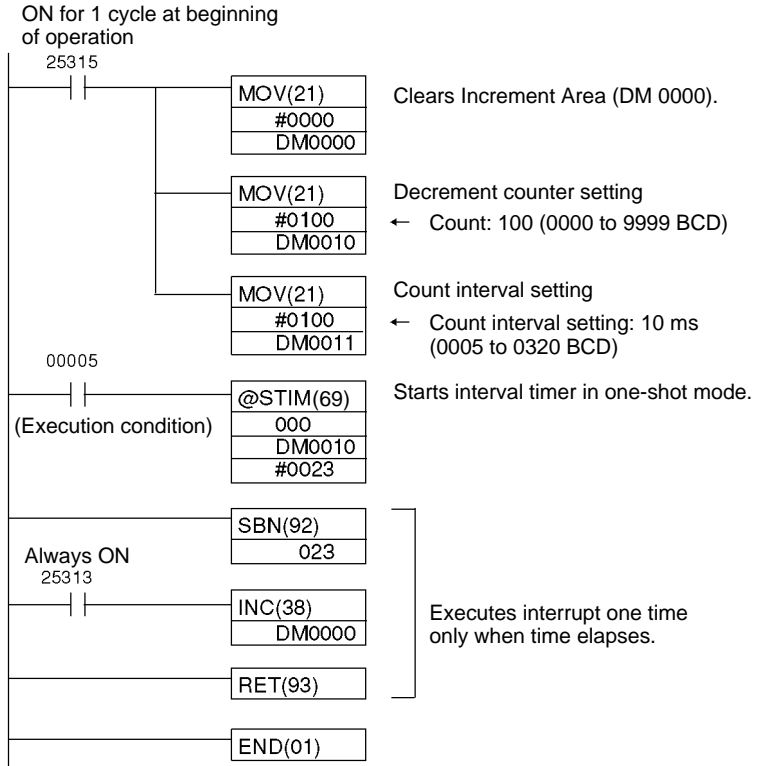 ON for 1 cycle at beginning
of operation
25315
MOV(21)
#0000
DM0000
Clears Increment Area (DM 0000).
MOV(21)
#0100
DM0010
Decrement counter setting
← Count: 100 (0000 to 9999 BCD)
MOV(21)
#0100
DM0011
Count interval setting
← Count interval setting: 10 ms
(0005 to 0320 BCD)
00005
(Execution condition)
@STIM(69)
000
DM0010
#0023
Starts interval timer in one-shot mode.
SBN(92)
023
Always ON
25313
INC(38)
DM0000
Executes interrupt one time
only when time elapses.
RET(93)
END(01)